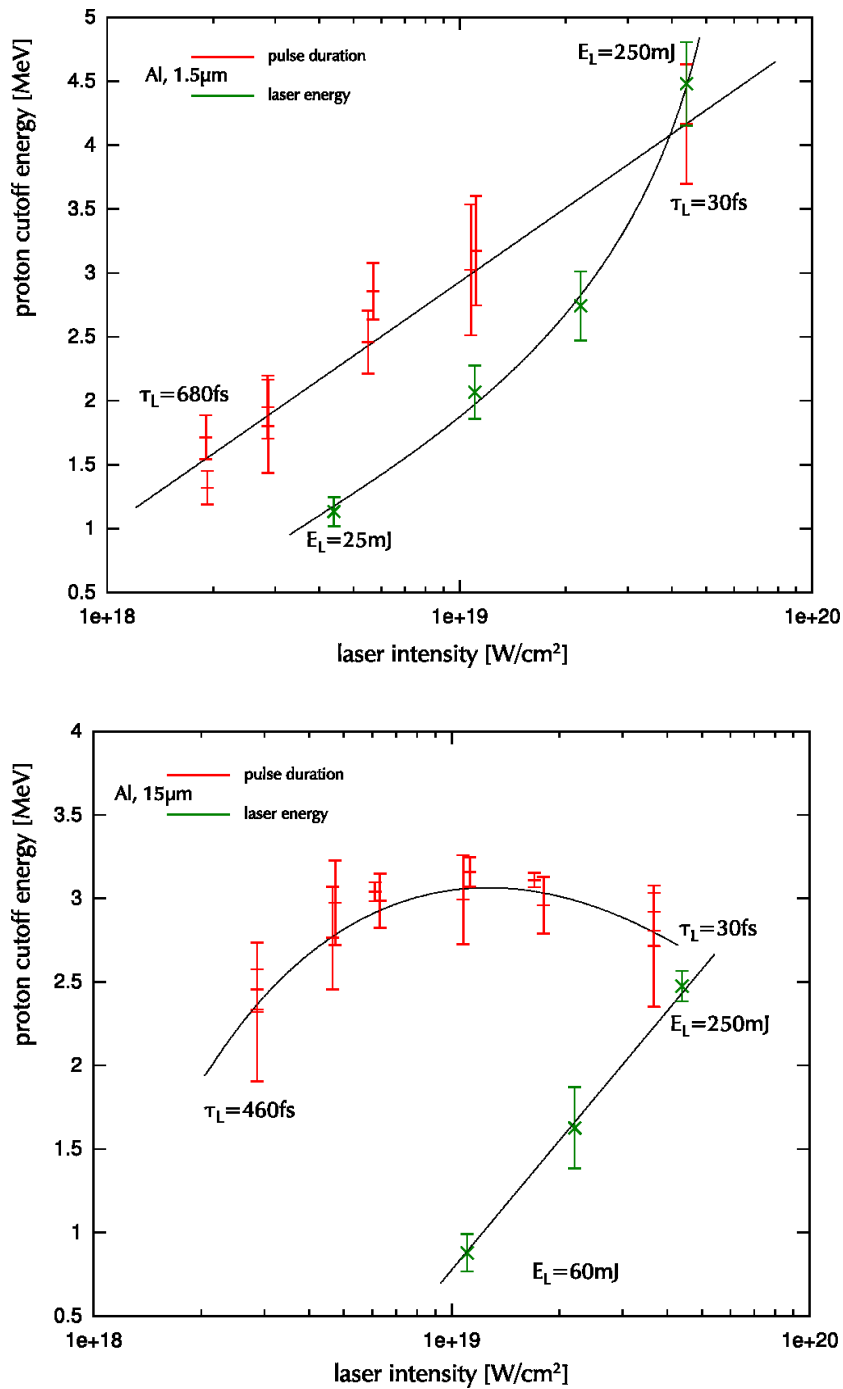 5
4.5
4
3.5
3
2.5
2
1.5
1
0.5
proton cutoff energy [MeV]
pulse duration
Al, 1.5µm
laser energy
E_L=250mJ
τ_L=30fs
τ_L=680fs
E_L=25mJ
1e+18
1e+19
1e+20
laser intensity [W/cm²]
4
3.5
3
2.5
2
1.5
1
0.5
proton cutoff energy [MeV]
pulse duration
Al, 15µm
laser energy
τ_L=30fs
E_L=250mJ
τ_L=460fs
E_L=60mJ
1e+18
1e+19
1e+20
laser intensity [W/cm²]